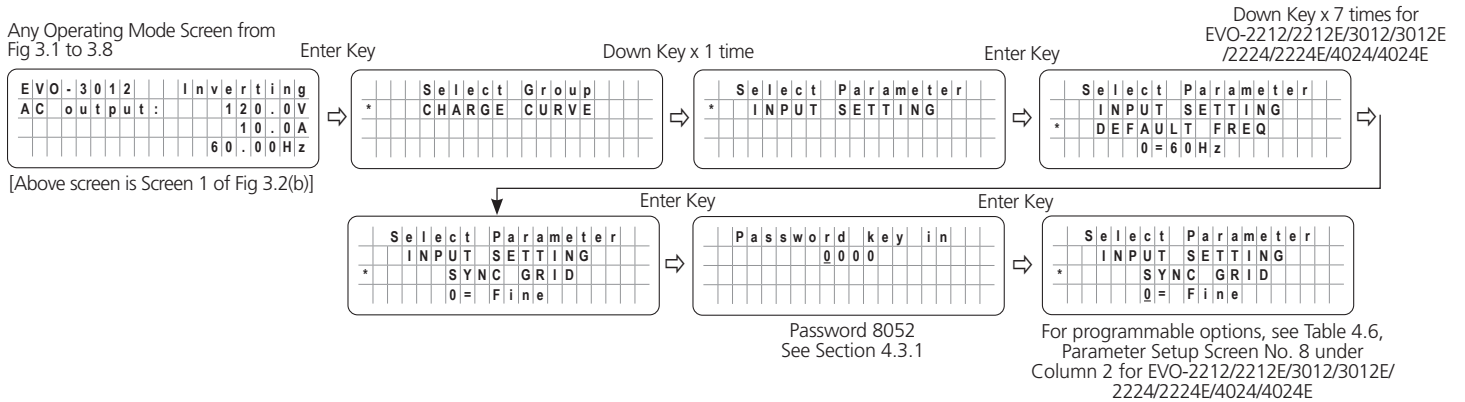 Any Operating Mode Screen from
Fig 3.1 to 3.8
Enter Key
Down Key x 1 time
Enter Key
Down Key x 7 times for
EVO-2212/2212E/3012/3012E
/2224/2224E/4024/4024E
EVO-3012 Inverting
AC output: 120.0V
10.0A
60.00Hz
Select Group
* CHARGE CURVE
Select Parameter
* INPUT SETTING
Select Parameter
INPUT SETTING
* DEFAULT FREQ
0=60Hz
[Above screen is Screen 1 of Fig 3.2(b)]
Enter Key
Enter Key
Select Parameter
INPUT SETTING
* SYNC GRID
0= Fine
Password key in
0000
Select Parameter
INPUT SETTING
* SYNC GRID
0= Fine
Password 8052
See Section 4.3.1
For programmable options, see Table 4.6,
Parameter Setup Screen No. 8 under
Column 2 for EVO-2212/2212E/3012/3012E/
2224/2224E/4024/4024E